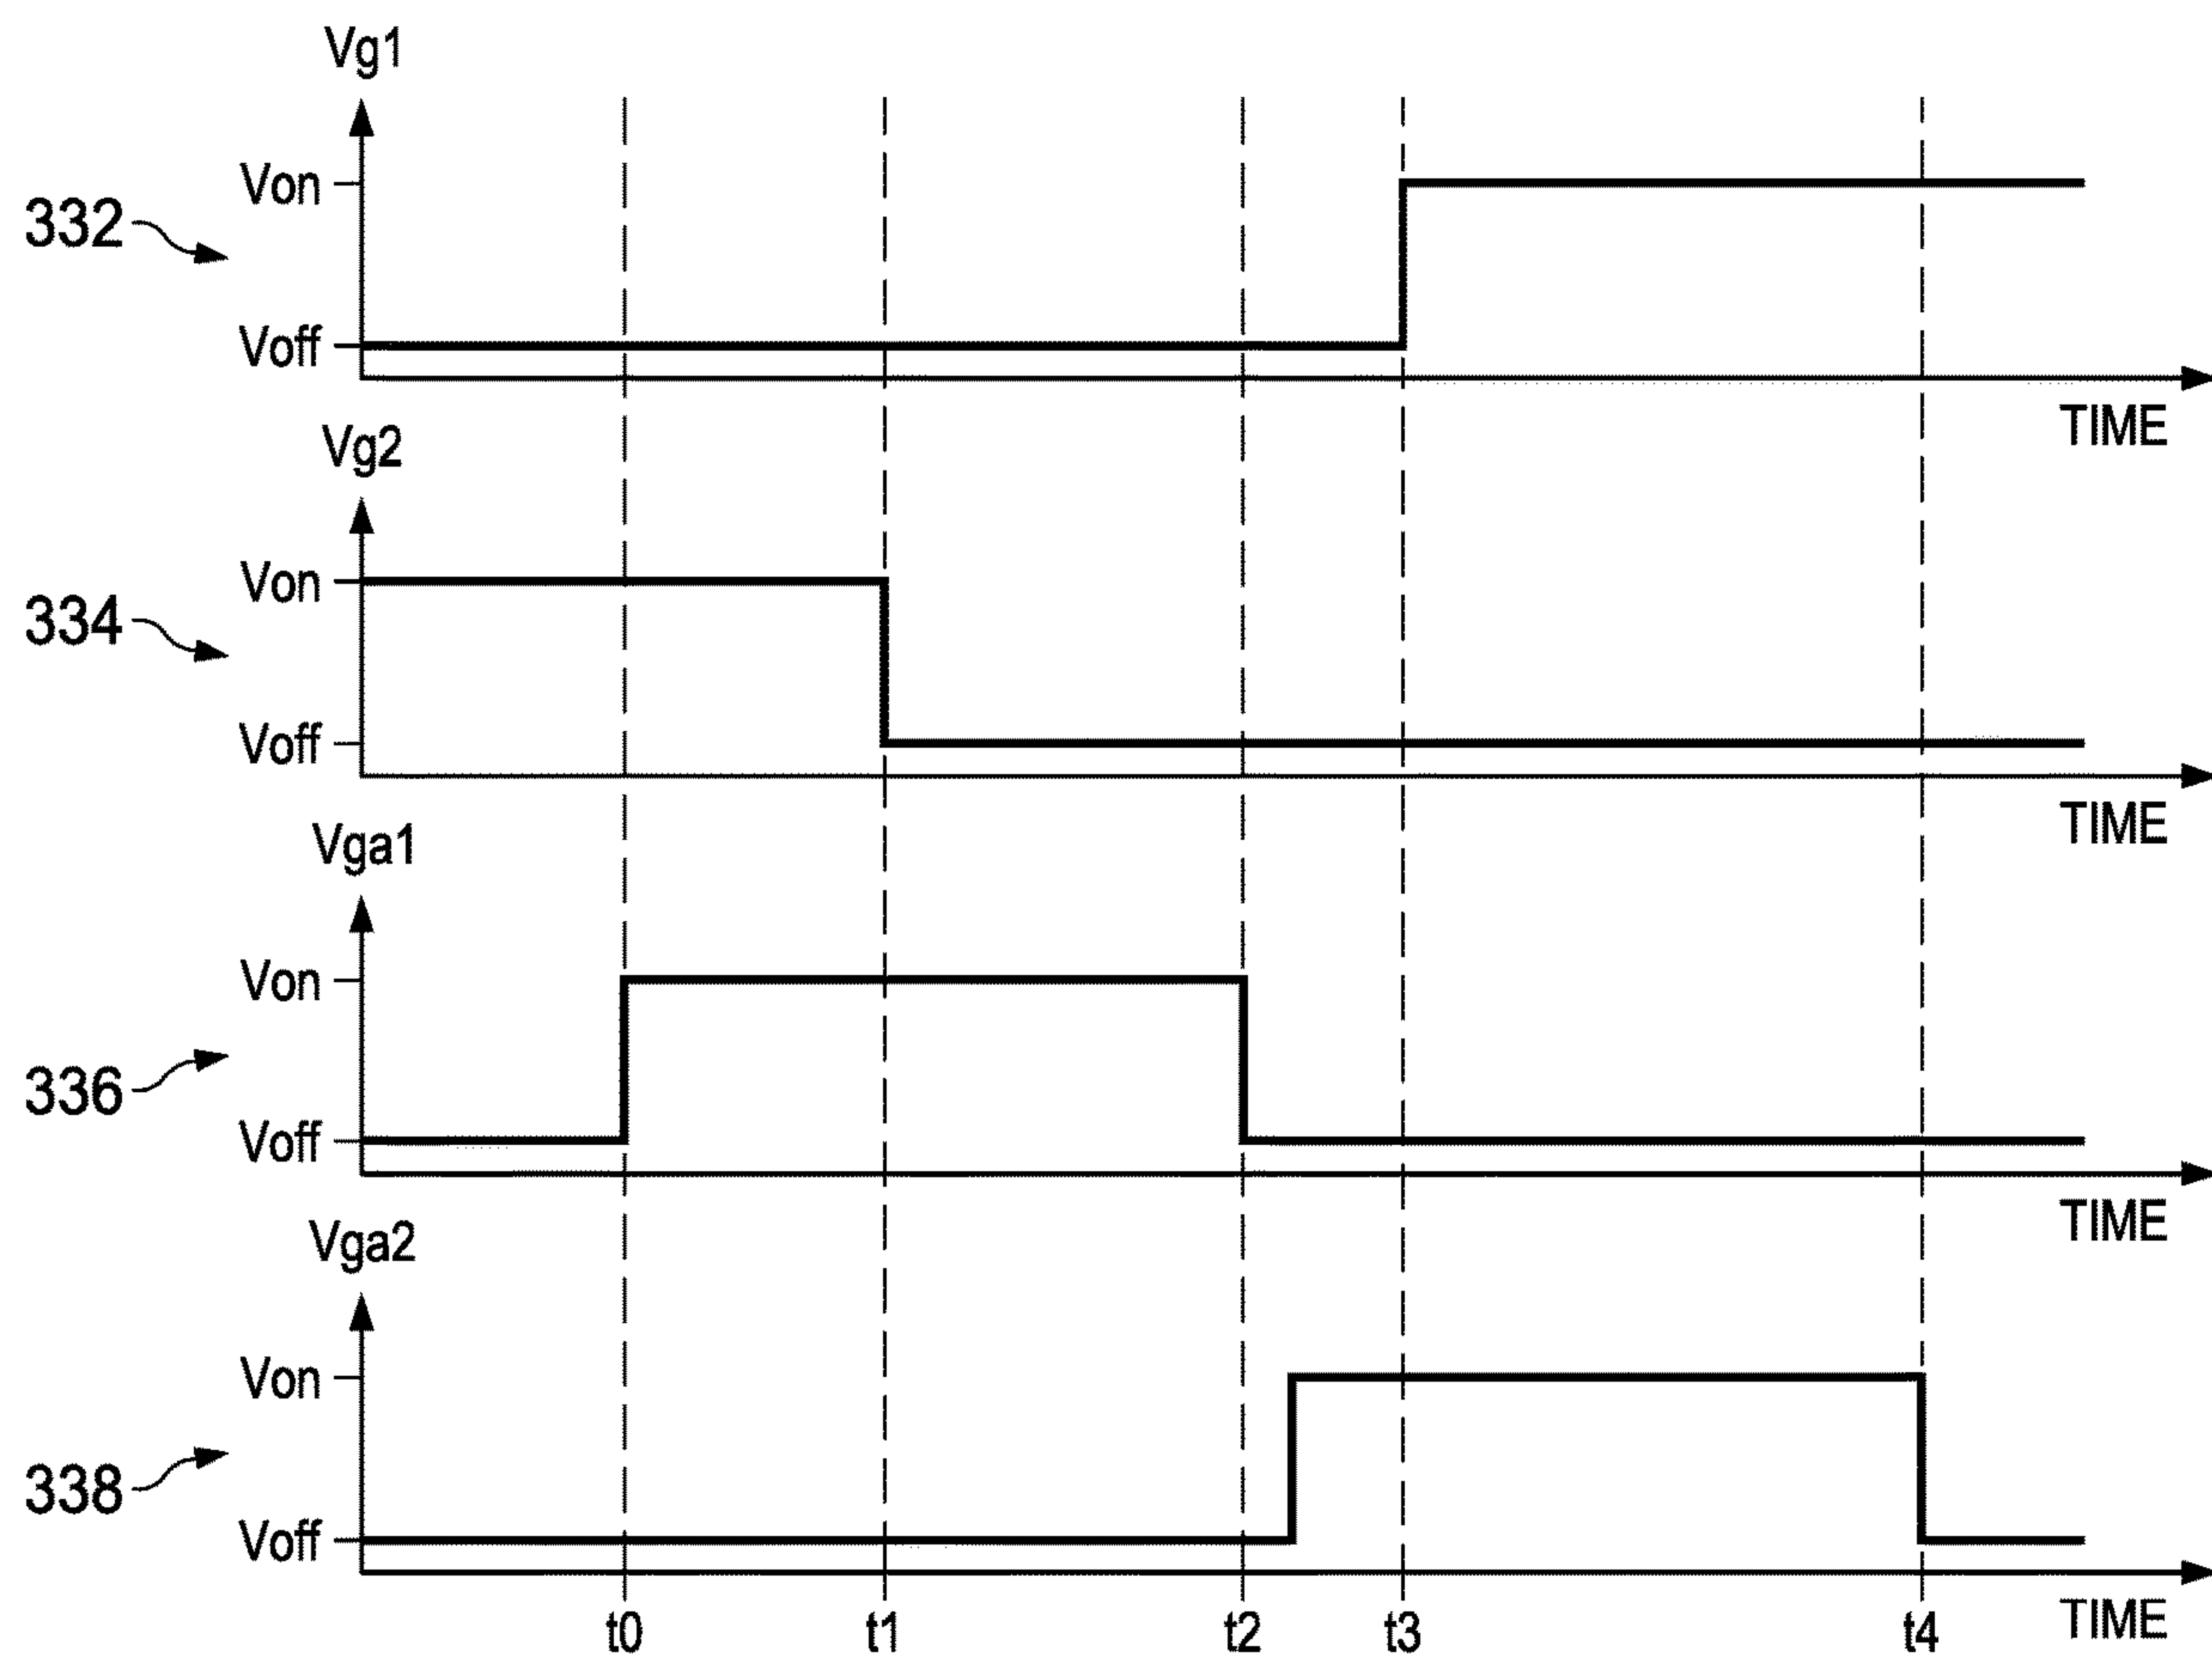 Vg1
Von
332
Voff
TIME
Vg2
Von
334
Voff
TIME
Vga1
Von
336
Voff
TIME
Vga2
Von
338
Voff
t0 t1 t2 t3 t4 TIME